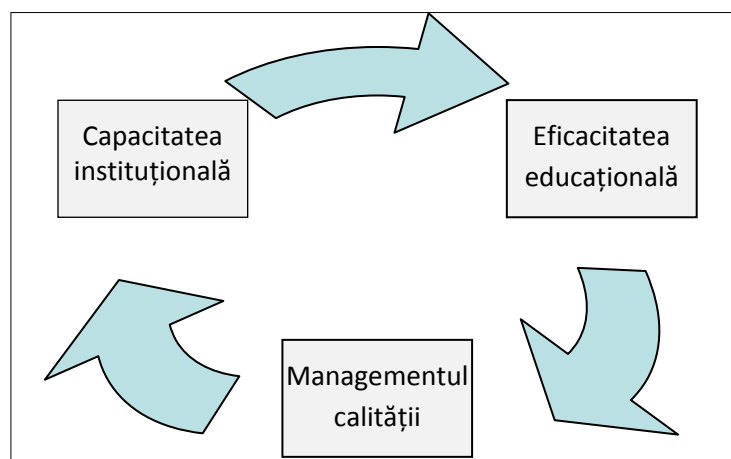 Capacitatea
instituțională
Eficacitatea
educațională
Managementul
calității